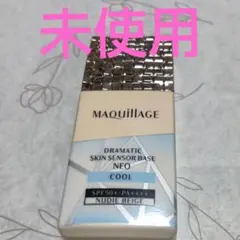 未使用
MAQuillAGE
DRAMATIC
SKIN SENSOR BASE
NEO
COOL
SPF50+・PA++++
NUDIE BEIGE